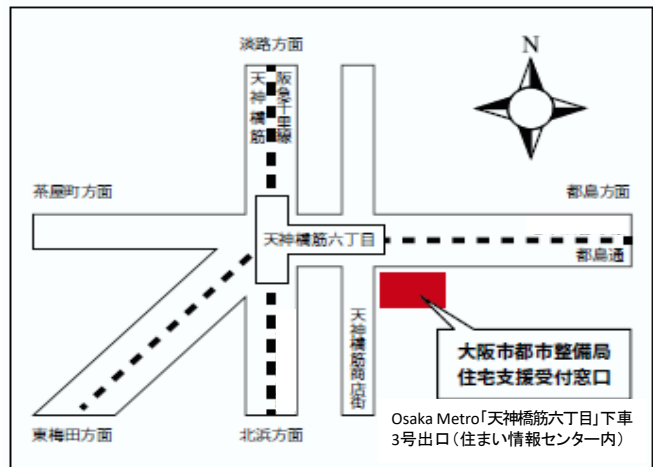 淡路方面
N
天神橋筋
阪急千里線
茶屋町方面
都島方面
天神橋筋六丁目
都島通
天神橋筋商店街
大阪市都市整備局
住宅支援受付窓口
Osaka Metro「天神橋筋六丁目」下車
3号出口(住まい情報センター内)
東梅田方面
北浜方面